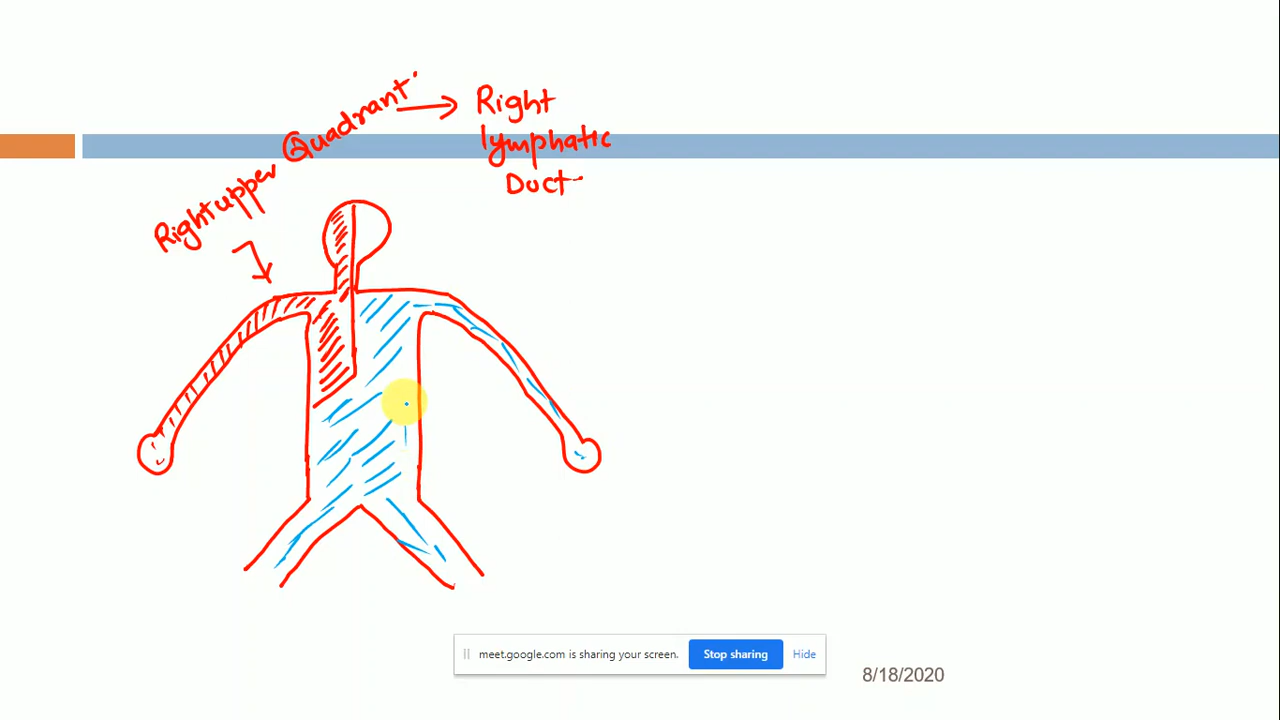 Right upper Quadrant → Right
lymphatic
Duct
meet.google.com is sharing your screen.
Stop sharing
Hide
8/18/2020